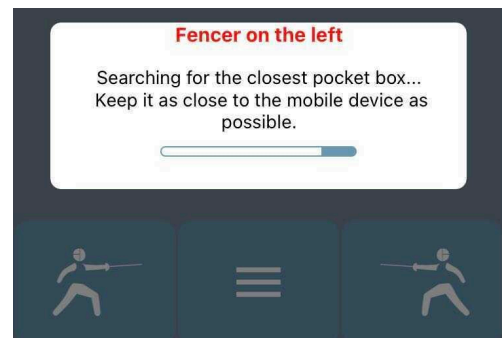 Fencer on the left
Searching for the closest pocket box...
Keep it as close to the mobile device as
possible.